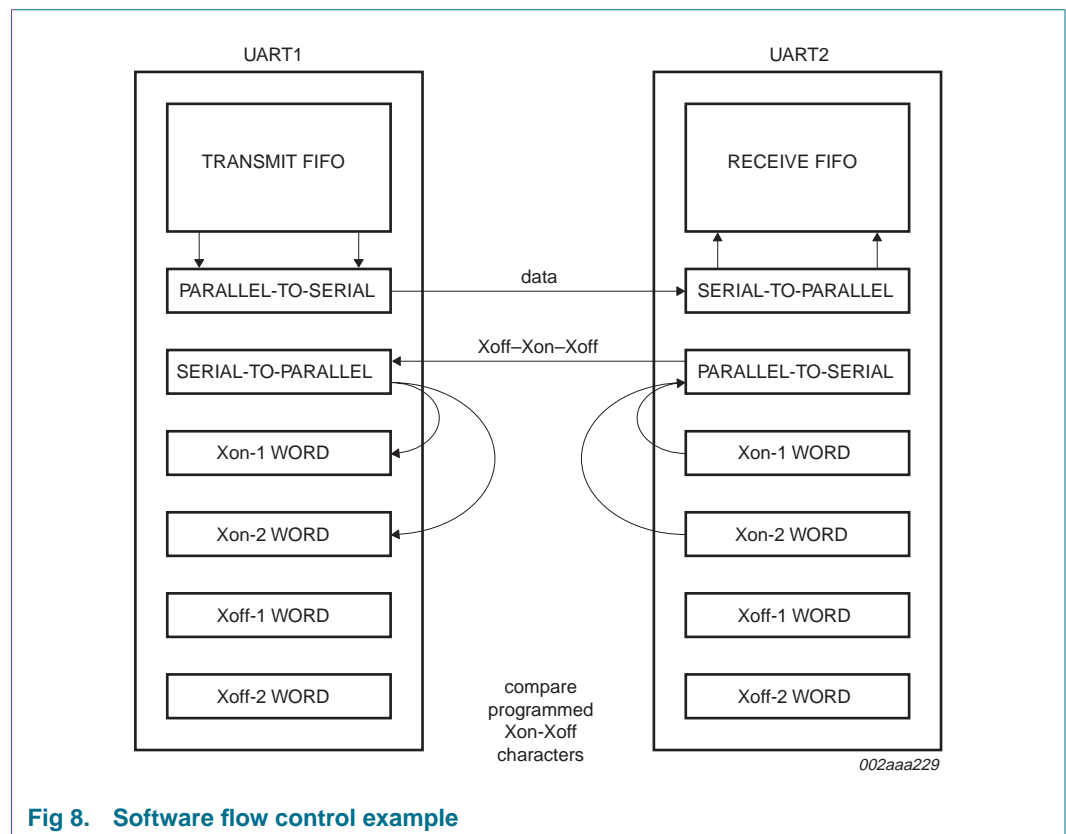 UART1
UART2
TRANSMIT FIFO
RECEIVE FIFO
PARALLEL-TO-SERIAL
data
SERIAL-TO-PARALLEL
Xoff–Xon–Xoff
SERIAL-TO-PARALLEL
PARALLEL-TO-SERIAL
Xon-1 WORD
Xon-1 WORD
Xon-2 WORD
Xon-2 WORD
Xoff-1 WORD
Xoff-1 WORD
Xoff-2 WORD
compare
programmed
Xon-Xoff
characters
Xoff-2 WORD
002aaa229
Fig 8. Software flow control example